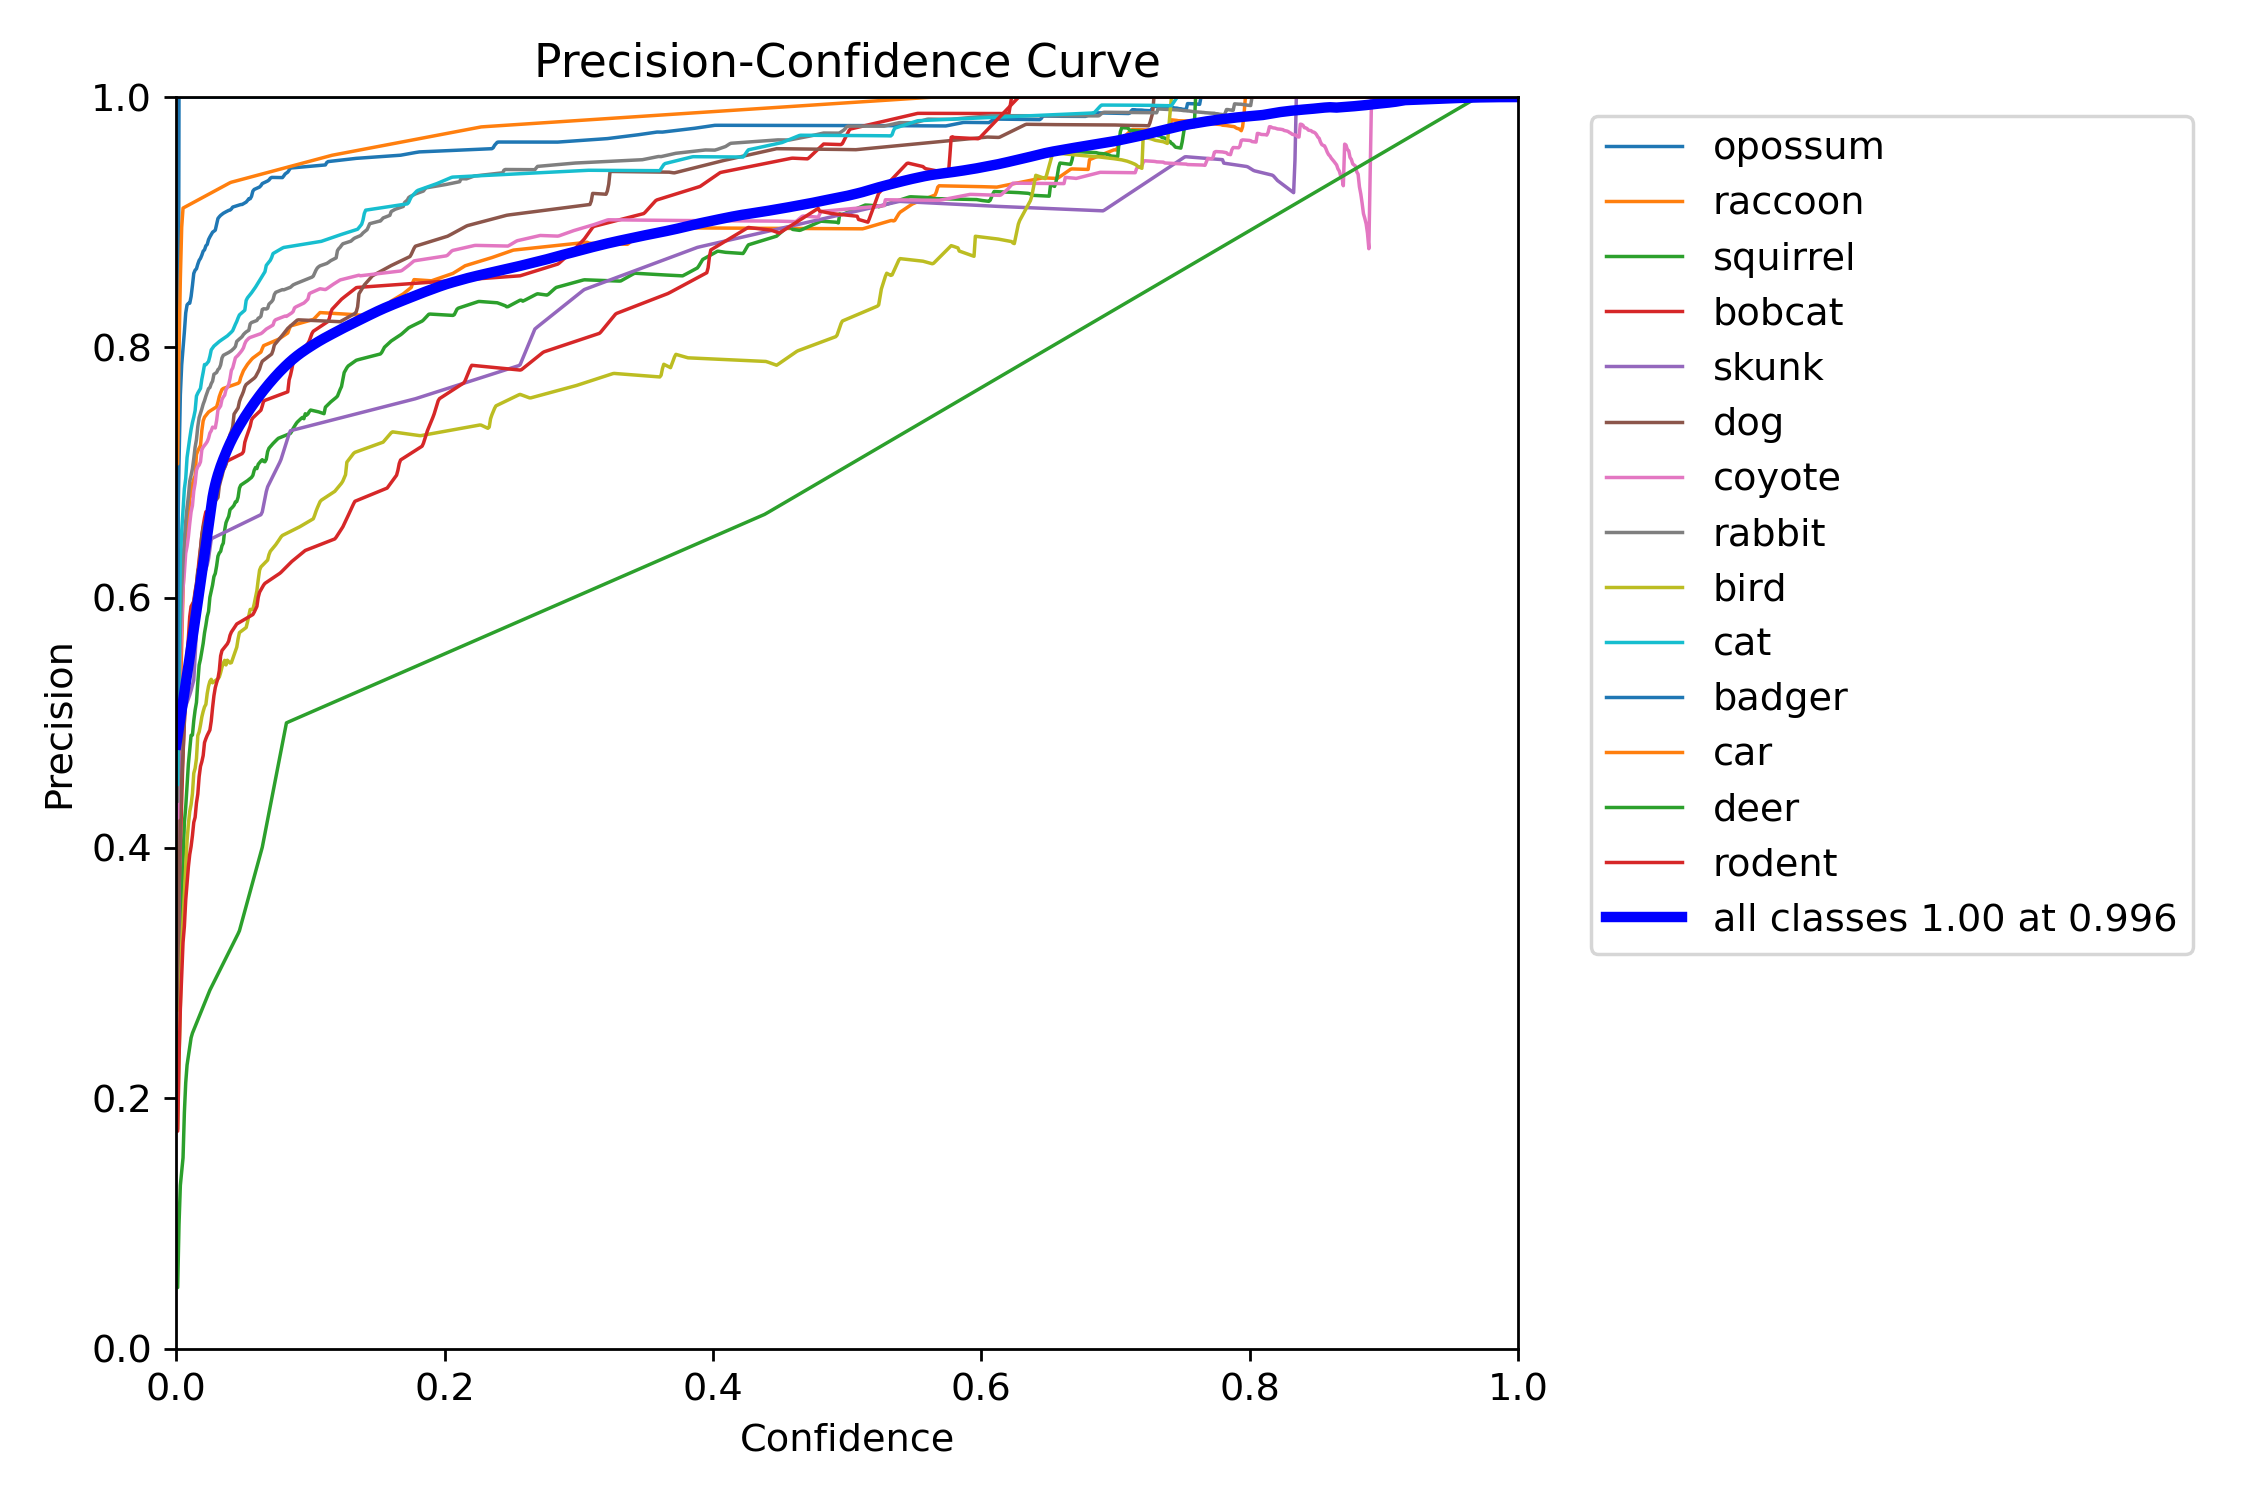 Precision-Confidence Curve
1.0
0.8
0.6
0.4
0.2
0.0
Precision
0.0 0.2 0.4 0.6 0.8 1.0
Confidence
opossum
raccoon
squirrel
bobcat
skunk
dog
coyote
rabbit
bird
cat
badger
car
deer
rodent
all classes 1.00 at 0.996